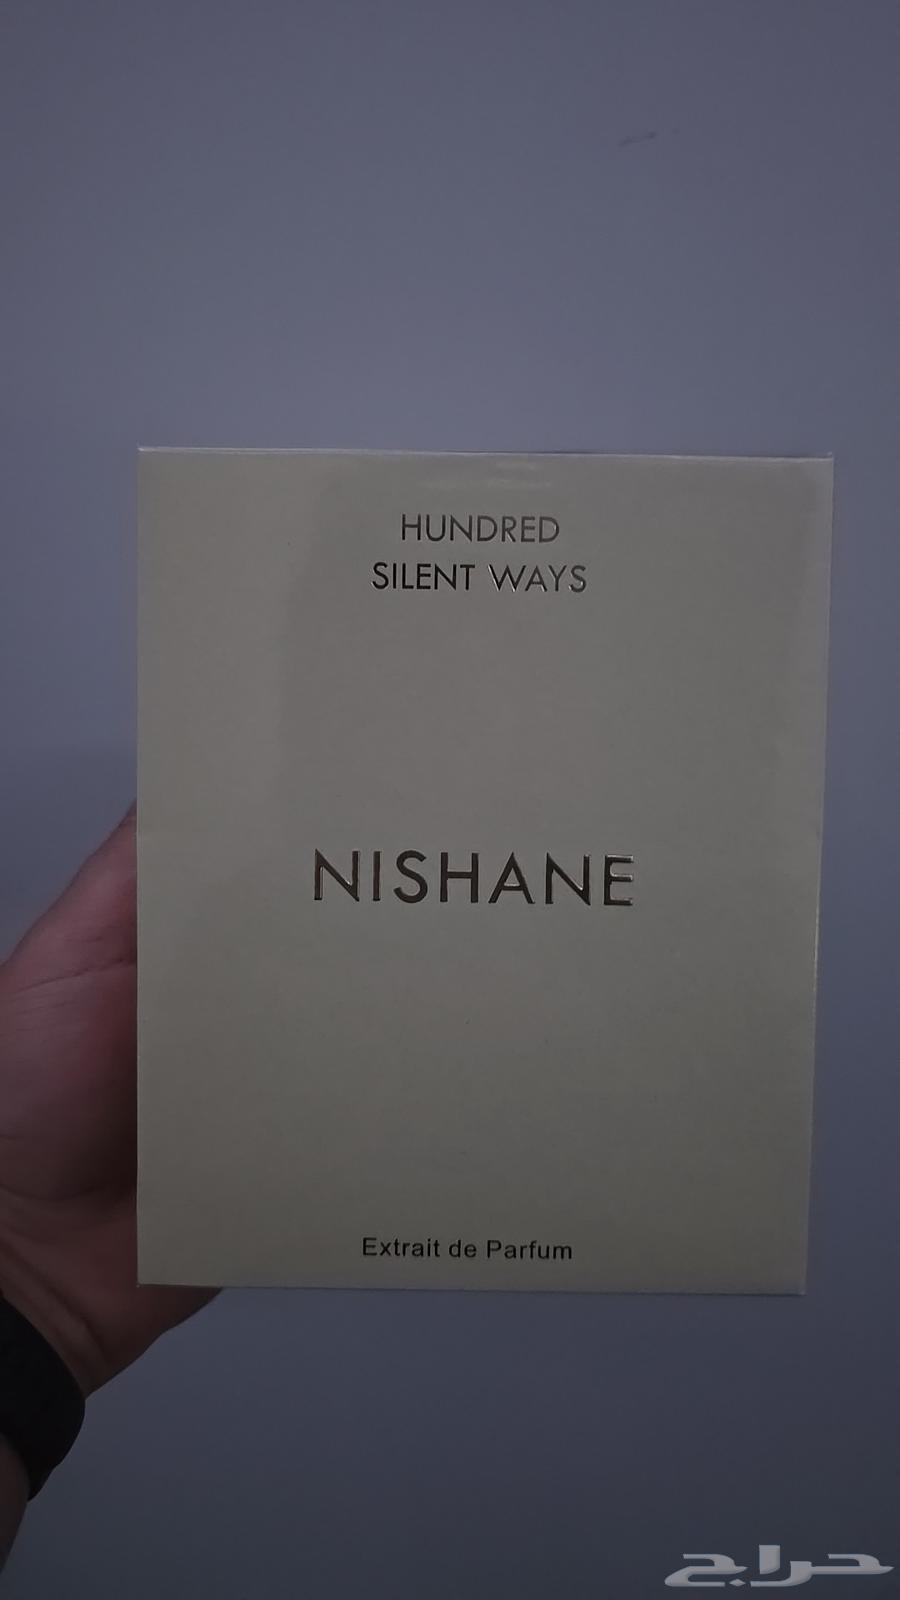 HUNDRED
SILENT WAYS
NISHANE
Extrait de Parfum
حراج